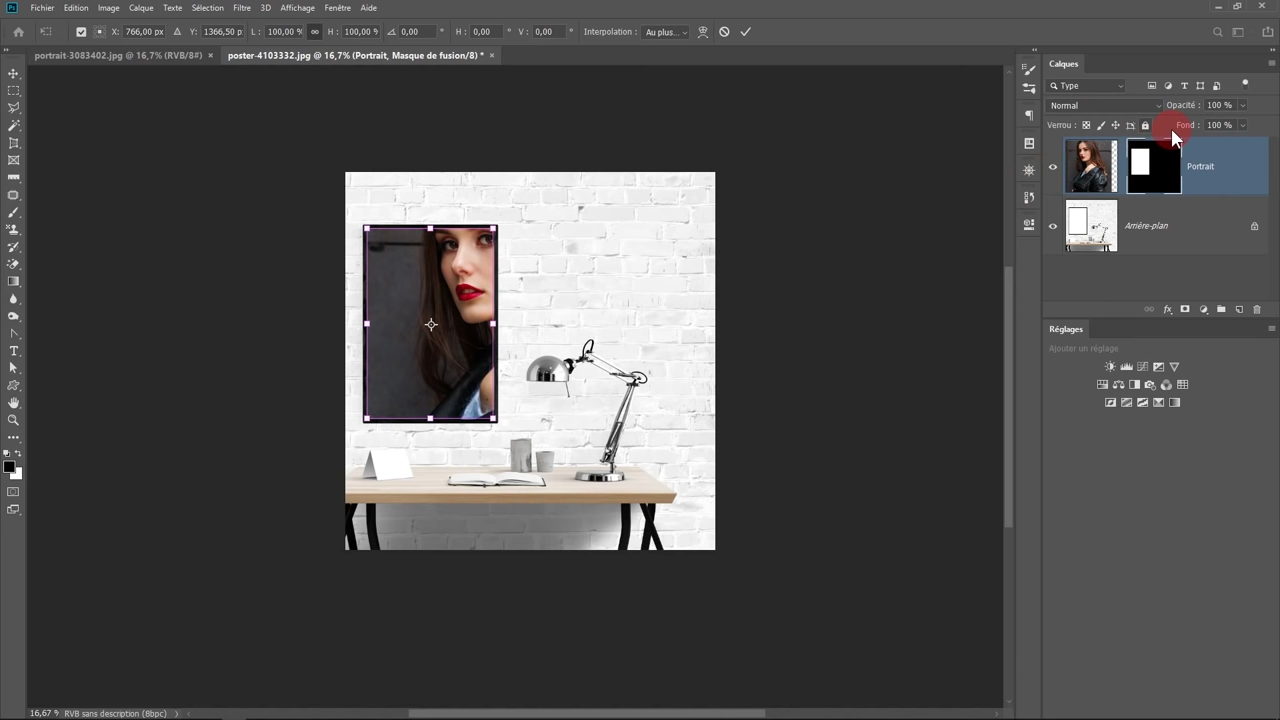 Ps Fichier Edition Image Calque Texte Sélection Filtre 3D Affichage Fenêtre Aide
X: 766,00 px Y: 1366,50 px L: 100,00 % H: 100,00 % 0,00 ° H: 0,00 ° V: 0,00 ° Interpolation : Au plus...
portrait-3083402.jpg @ 16,7% (RVB/8#) × poster-4103332.jpg @ 16,7% (Portrait, Masque de fusion/8) * ×
Calques
Type
Normal Opacité : 100 %
Verrou : Fond : 100 %
Portrait
Arrière-plan
fx
Réglages
Ajouter un réglage
16,67 % RVB sans description (8bpc)